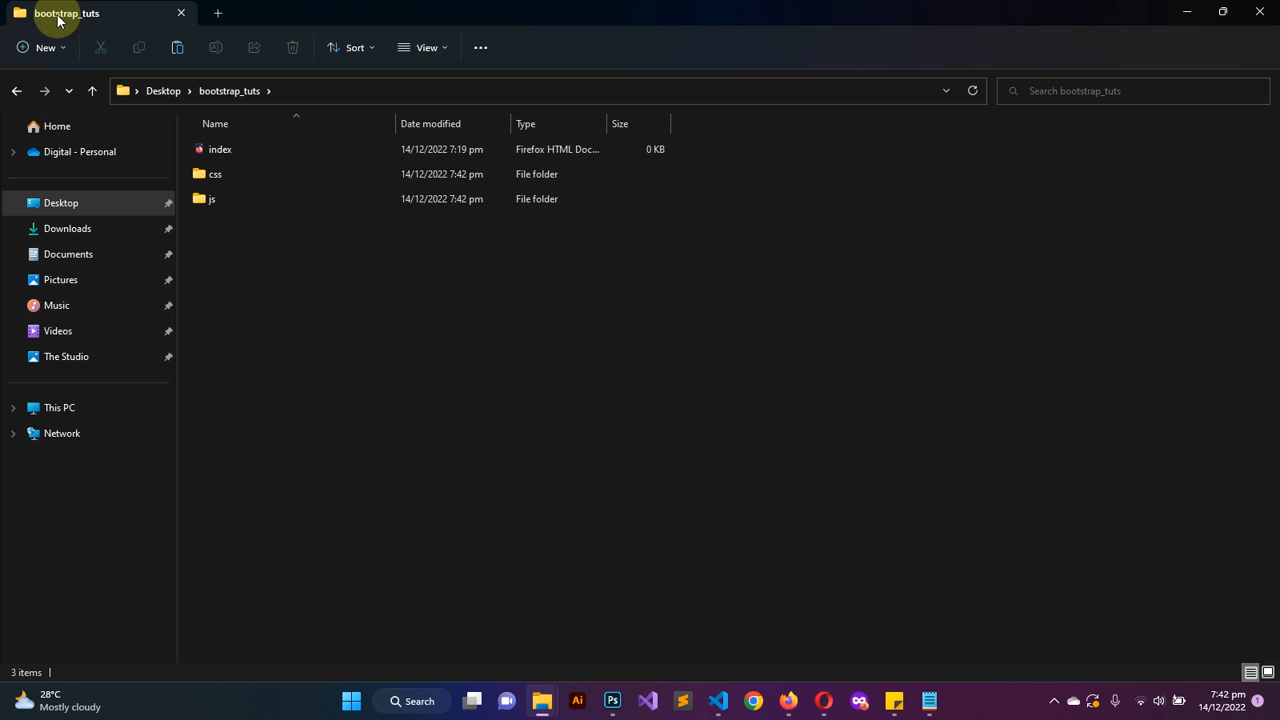 bootstrap_tuts
New
Sort
View
Desktop
bootstrap_tuts
Search bootstrap_tuts
Home
Digital - Personal
Desktop
Downloads
Documents
Pictures
Music
Videos
The Studio
This PC
Network
Name
Date modified
Type
Size
index
14/12/2022 7:19 pm
Firefox HTML Doc...
0 KB
css
14/12/2022 7:42 pm
File folder
js
14/12/2022 7:42 pm
File folder
3 items
28°C
Mostly cloudy
Search
Ai
Ps
7:42 pm
14/12/2022
1